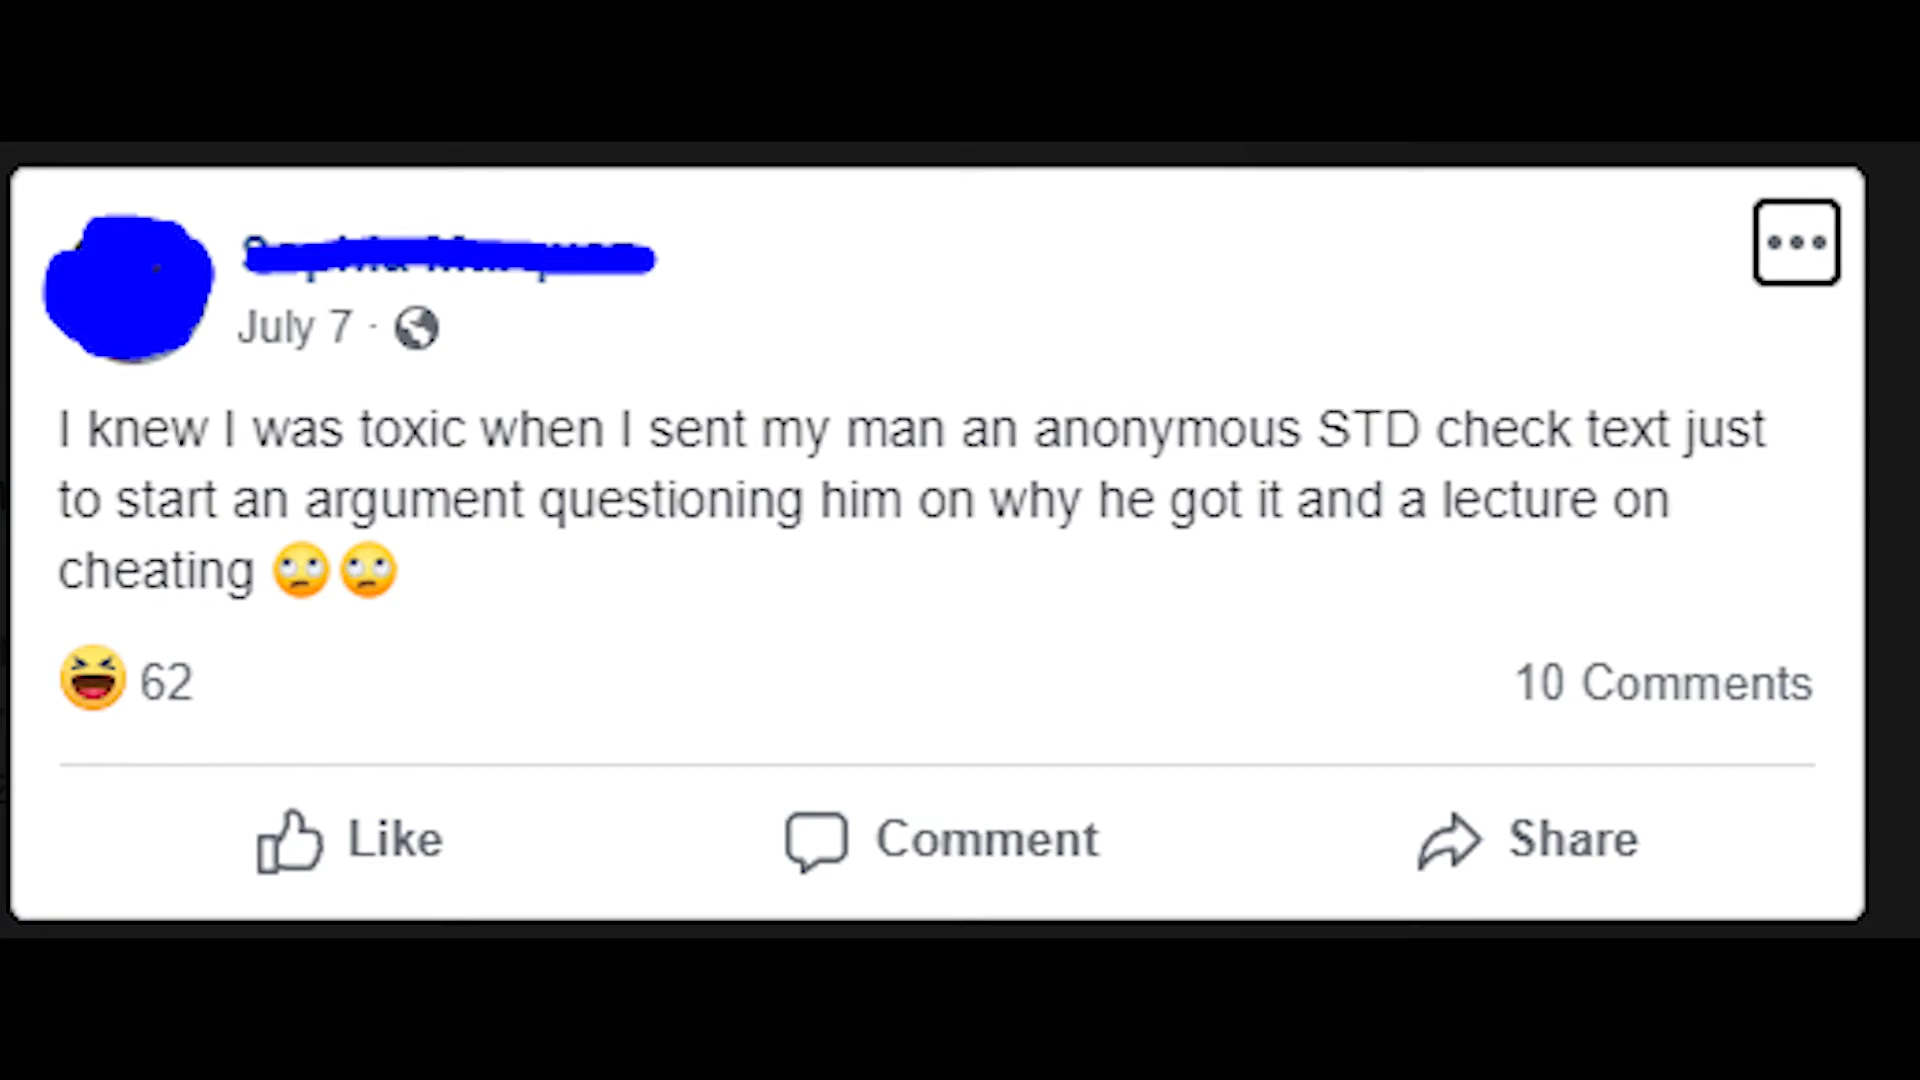 July 7 ·
I knew I was toxic when I sent my man an anonymous STD check text just
to start an argument questioning him on why he got it and a lecture on
cheating 🙄🙄
62
10 Comments
Like
Comment
Share